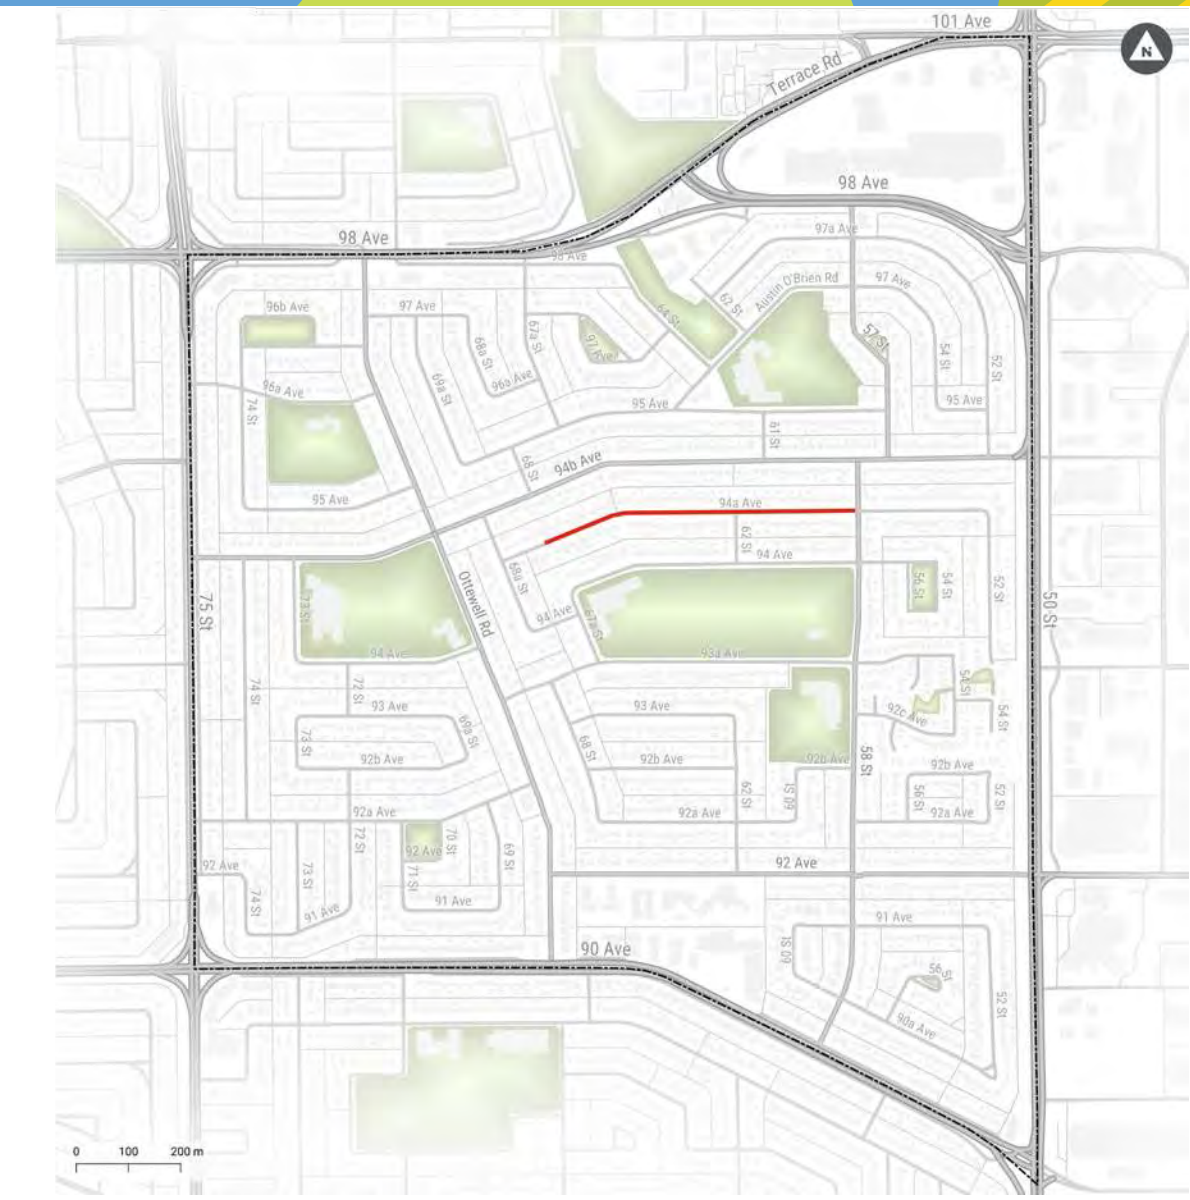 101 Ave
N
Terrace Rd
98 Ave
97a Ave
98 Ave
98 Ave
Austin O'Brien Rd
97 Ave
62 St
96b Ave
97 Ave
64 St
67a St
57 St
68a St
97 Ave
54 St
52 St
96a Ave
96a Ave
69a St
74 St
95 Ave
95 Ave
61 St
94b Ave
68 St
95 Ave
94a Ave
62 St
94 Ave
68a St
Ottewell Rd
56 St
54 St
52 St
73 St
75 St
50 St
94 Ave
67a St
94 Ave
93a Ave
74 St
72 St
54 St
93 Ave
93 Ave
92c Ave
54 St
69a St
73 St
68 St
92b Ave
92b Ave
92b Ave
58 St
92b Ave
62 St
60 St
56 St
52 St
92a Ave
92a Ave
92a Ave
72 St
70 St
92 Ave
69 St
92 Ave
92 Ave
73 St
71 St
74 St
91 Ave
91 Ave
91 Ave
90 Ave
60 St
56 St
52 St
90a Ave
0 100 200 m